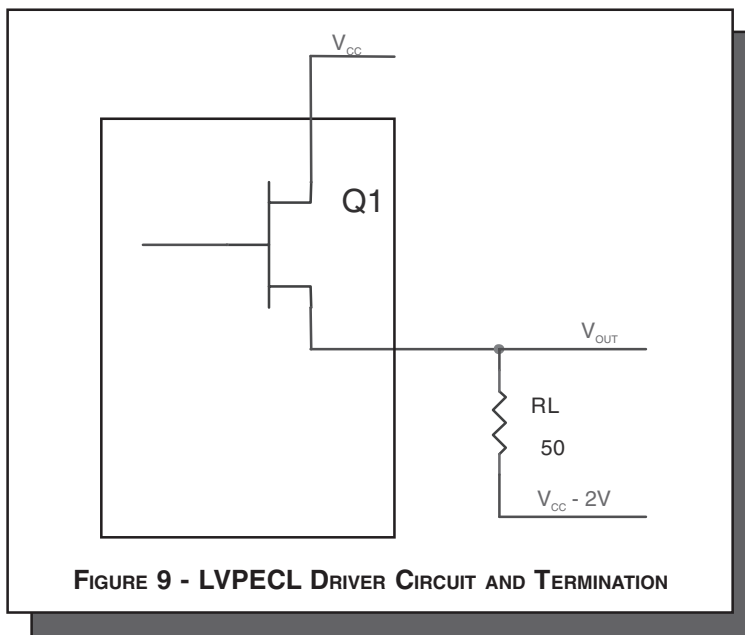 VCC
Q1
VOUT
RL
50
VCC - 2V
FIGURE 9 - LVPECL DRIVER CIRCUIT AND TERMINATION